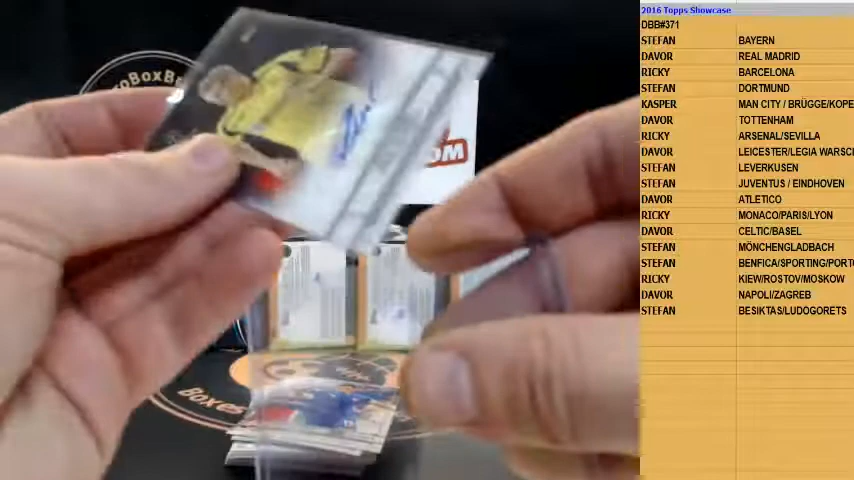 2016 Topps Showcase
DBB#371
STEFAN BAYERN
DAVOR REAL MADRID
RICKY BARCELONA
STEFAN DORTMUND
KASPER MAN CITY / BRÜGGE/KOPE
DAVOR TOTTENHAM
RICKY ARSENAL/SEVILLA
DAVOR LEICESTER/LEGIA WARSCH
STEFAN LEVERKUSEN
STEFAN JUVENTUS / EINDHOVEN
DAVOR ATLETICO
RICKY MONACO/PARIS/LYON
DAVOR CELTIC/BASEL
STEFAN MÖNCHENGLADBACH
STEFAN BENFICA/SPORTING/PORTO
RICKY KIEW/ROSTOV/MOSKOW
DAVOR NAPOLI/ZAGREB
STEFAN BESIKTAS/LUDOGORETS
oBoxB
Boxes
OM